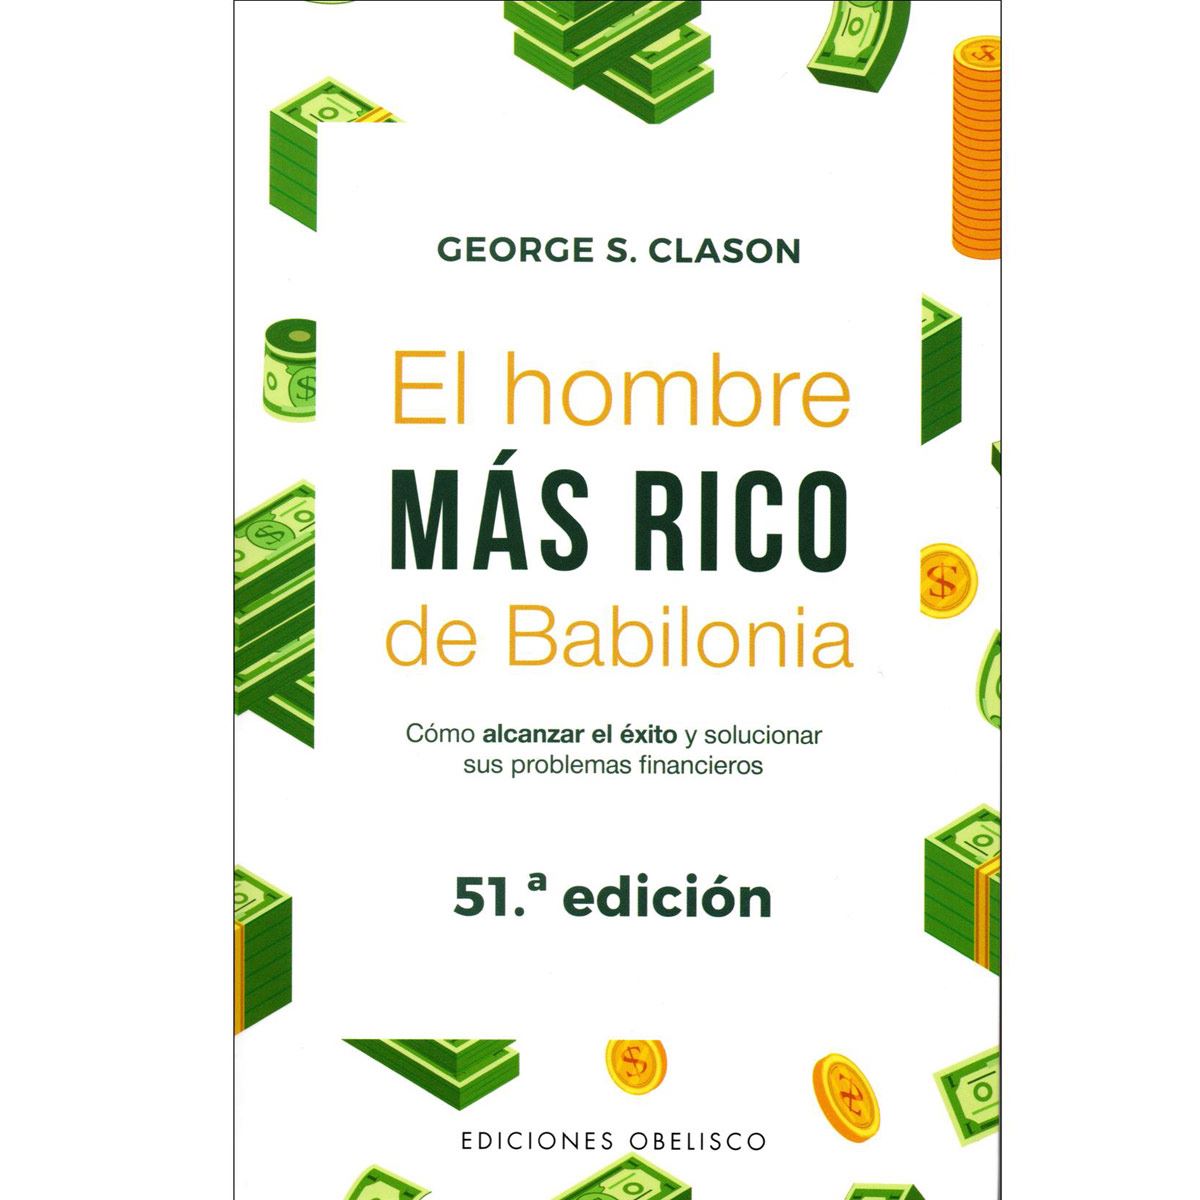 GEORGE S. CLASON
El hombre
MÁS RICO
de Babilonia
Cómo alcanzar el éxito y solucionar
sus problemas financieros
51.ª edición
EDICIONES OBELISCO